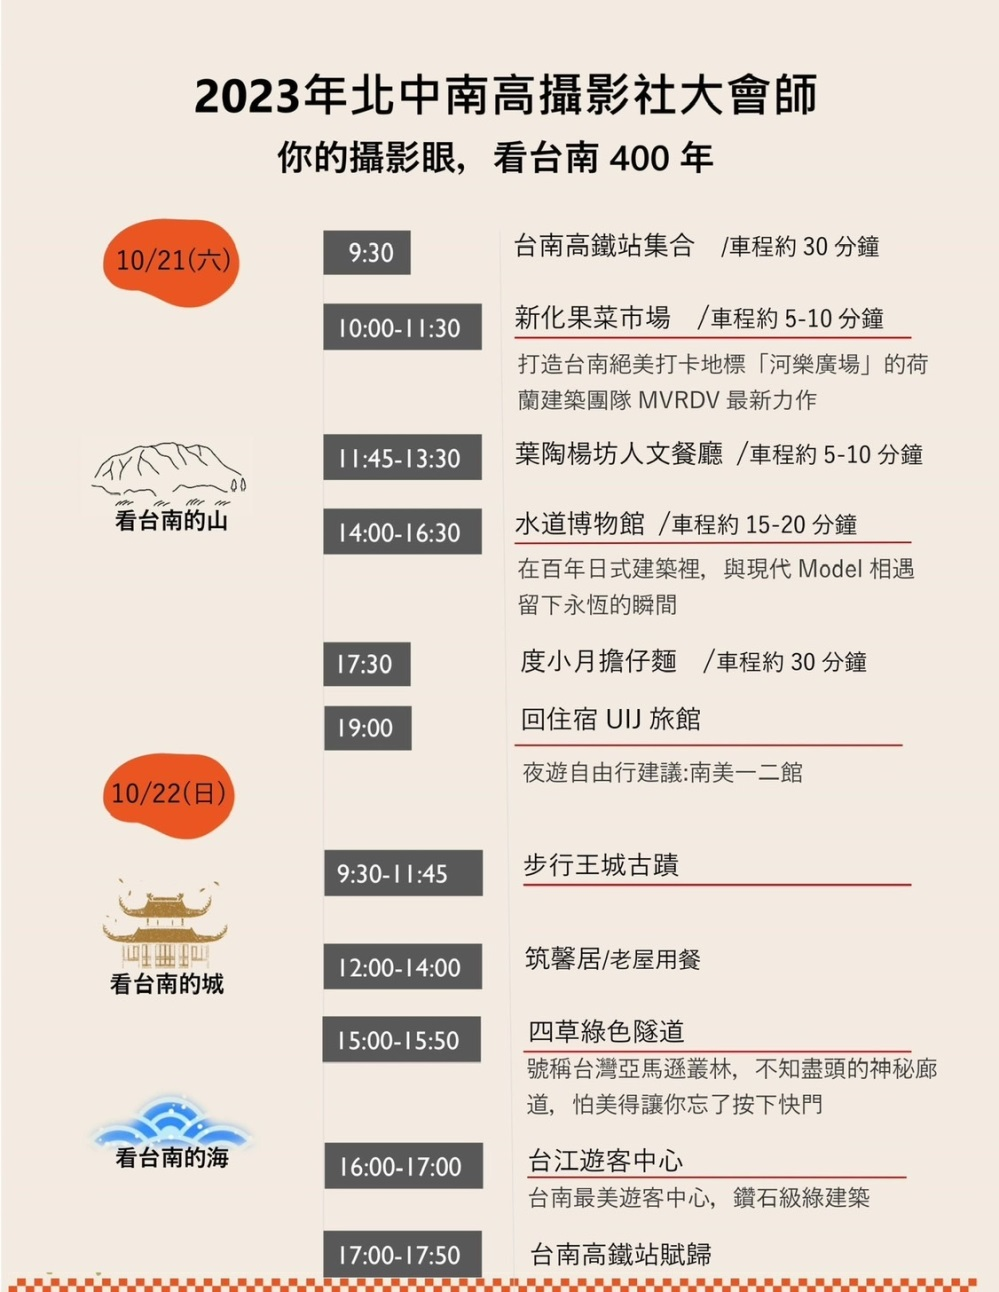 2023年北中南高攝影社大會師
你的攝影眼，看台南 400 年
10/21(六)
9:30 台南高鐵站集合 /車程約 30 分鐘
10:00-11:30 新化果菜市場 /車程約 5-10 分鐘
打造台南絕美打卡地標「河樂廣場」的荷
蘭建築團隊 MVRDV 最新力作
看台南的山
11:45-13:30 葉陶楊坊人文餐廳 /車程約 5-10 分鐘
14:00-16:30 水道博物館 /車程約 15-20 分鐘
在百年日式建築裡，與現代 Model 相遇
留下永恆的瞬間
17:30 度小月擔仔麵 /車程約 30 分鐘
19:00 回住宿 UIJ 旅館
夜遊自由行建議:南美一二館
10/22(日)
9:30-11:45 步行王城古蹟
看台南的城
12:00-14:00 筑馨居/老屋用餐
15:00-15:50 四草綠色隧道
號稱台灣亞馬遜叢林，不知盡頭的神秘廊
道，怕美得讓你忘了按下快門
看台南的海
16:00-17:00 台江遊客中心
台南最美遊客中心，鑽石級綠建築
17:00-17:50 台南高鐵站賦歸